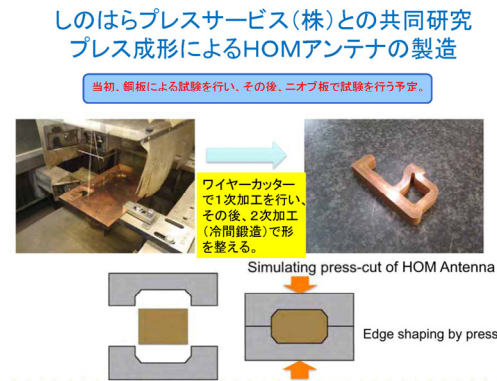 しのはらプレスサービス（株）との共同研究
プレス成形によるHOMアンテナの製造
当初、銅板による試験を行い、その後、ニオブ板で試験を行う予定。
ワイヤーカッター
で１次加工を行い、
その後、２次加工
（冷間鍛造）で形
を整える。
Simulating press-cut of HOM Antenna
Edge shaping by press